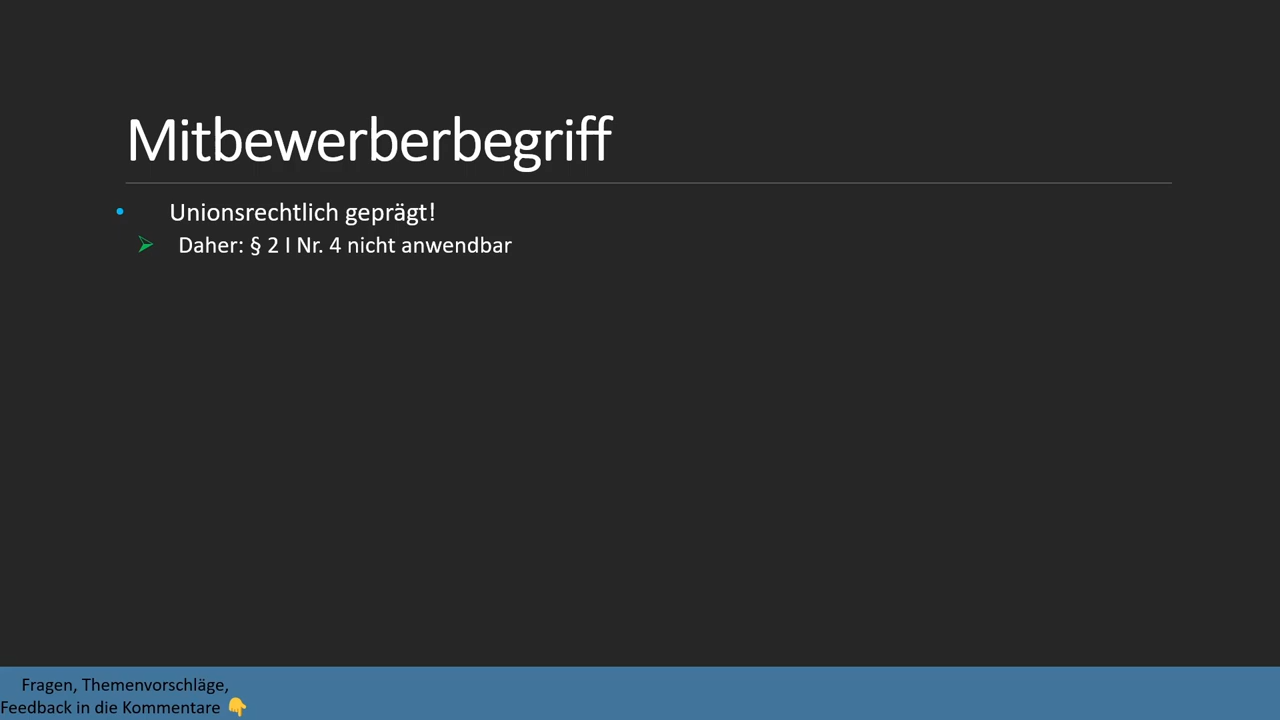 Mitbewerberbegriff
• Unionsrechtlich geprägt!
➢ Daher: § 2 I Nr. 4 nicht anwendbar
Fragen, Themenvorschläge,
Feedback in die Kommentare 👇